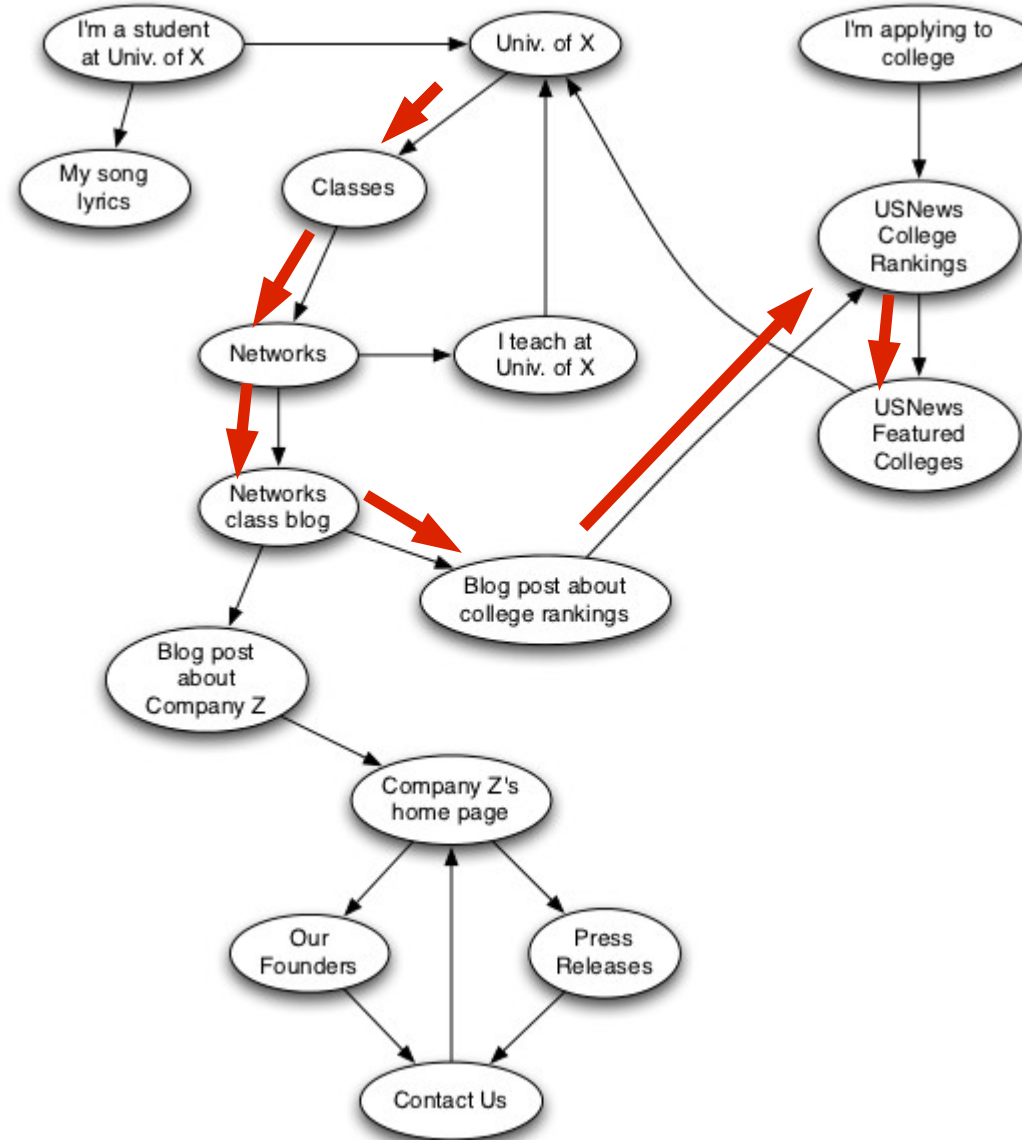 I'm a student
at Univ. of X
Univ. of X
I'm applying to
college
My song
lyrics
Classes
USNews
College
Rankings
Networks
I teach at
Univ. of X
USNews
Featured
Colleges
Networks
class blog
Blog post about
college rankings
Blog post
about
Company Z
Company Z's
home page
Our
Founders
Press
Releases
Contact Us